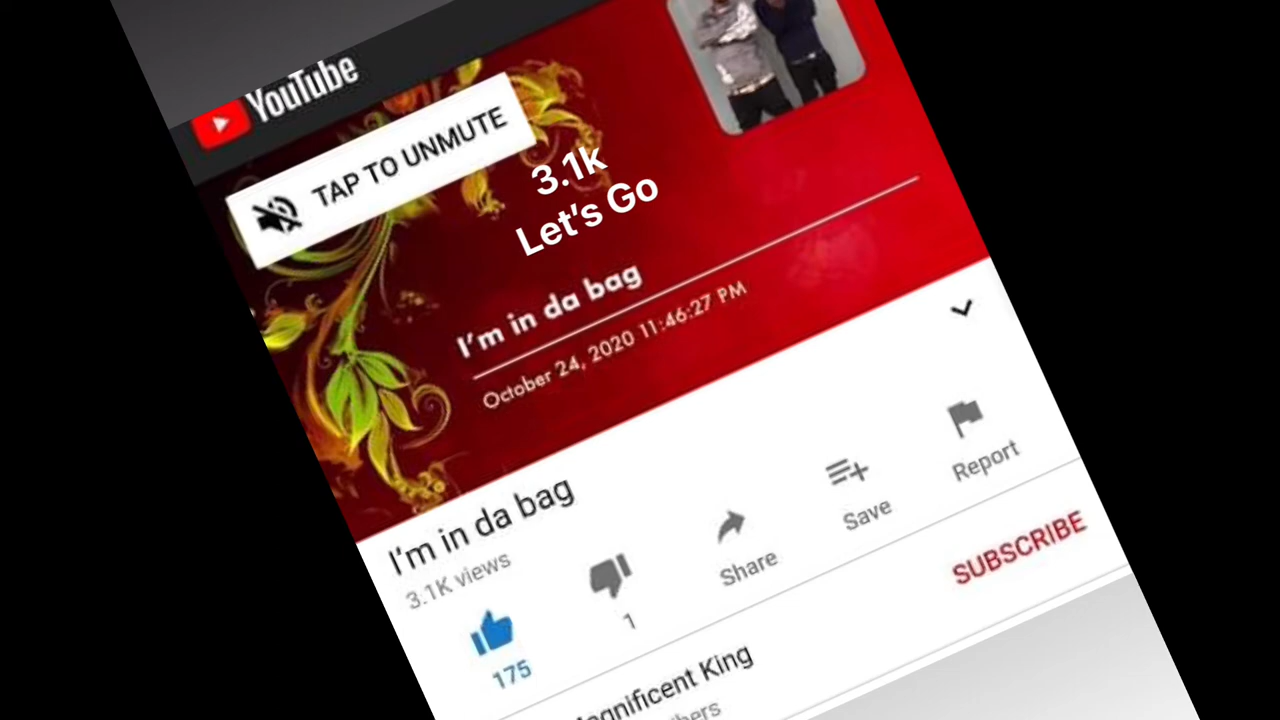 YouTube
TAP TO UNMUTE
3.1k
Let's Go
I'm in da bag
October 24, 2020 11:46:27 PM
I'm in da bag
3.1K views
175
1
Share
Save
Report
King
SUBSCRIBE